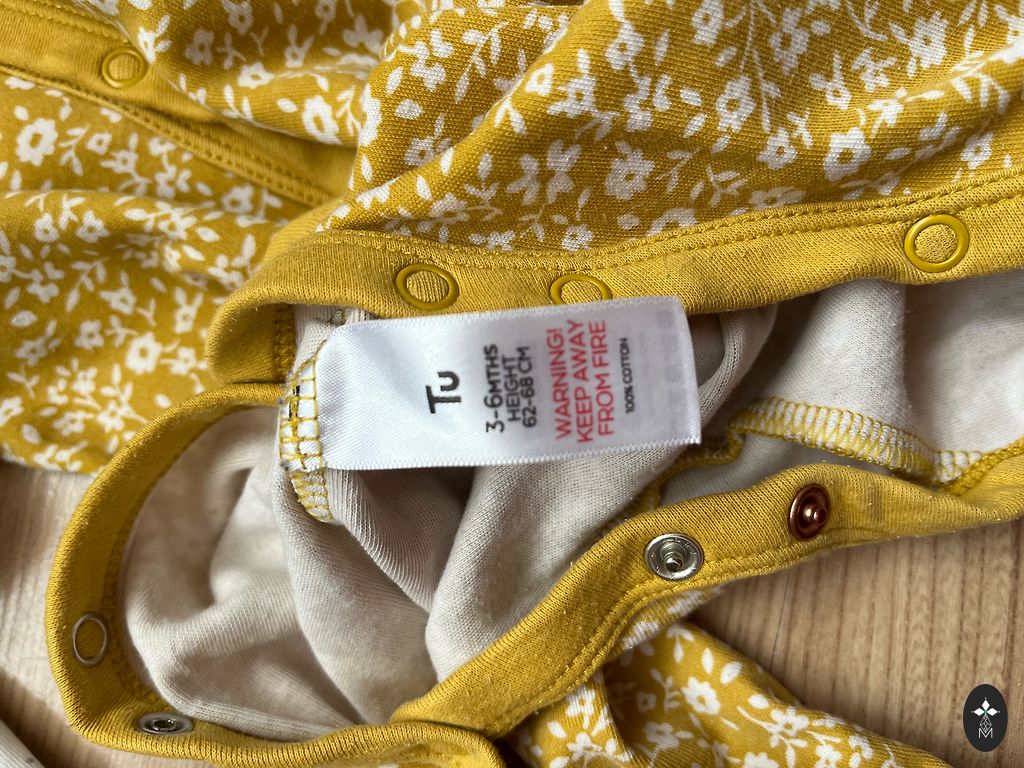 Tu
3-6MTHS
HEIGHT
62-68 CM
WARNING!
KEEP AWAY
FROM FIRE
100% COTTON